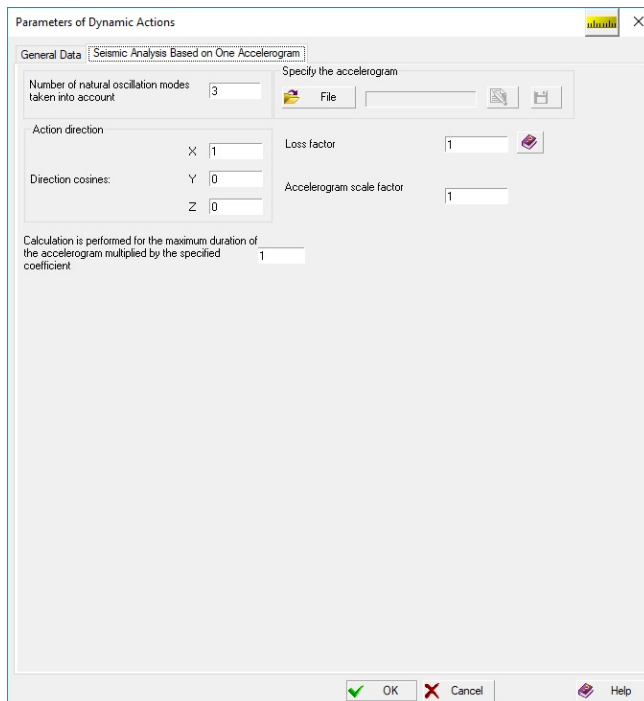 Parameters of Dynamic Actions
General Data
Seismic Analysis Based on One Accelerogram
Number of natural oscillation modes
taken into account
3
Specify the accelerogram
File
Action direction
Direction cosines:
X 1
Y 0
Z 0
Loss factor
1
Accelerogram scale factor
1
Calculation is performed for the maximum duration of
the accelerogram multiplied by the specified
coefficient
1
OK
Cancel
Help